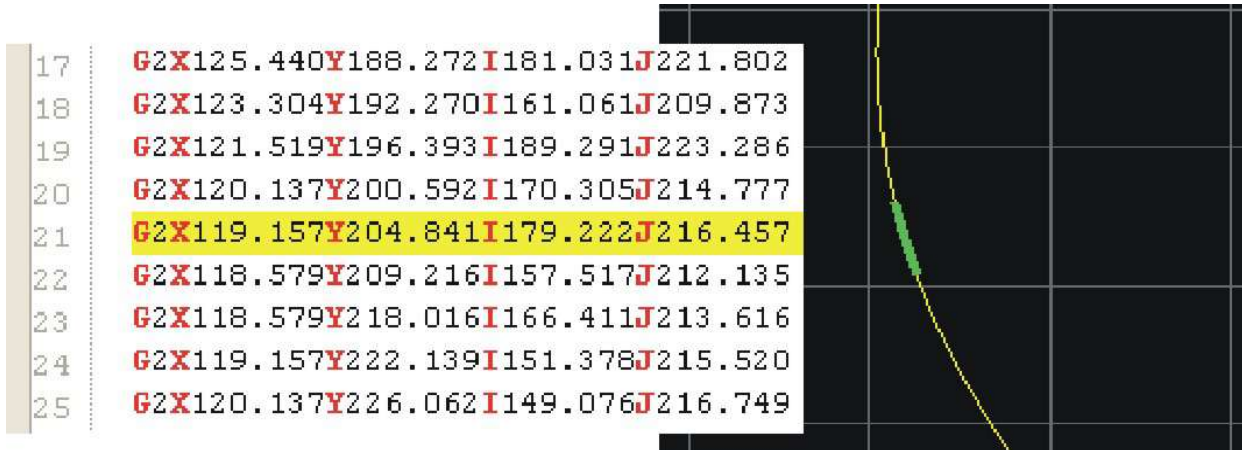 17 G2X125.440Y188.272I181.031J221.802
18 G2X123.304Y192.270I161.061J209.873
19 G2X121.519Y196.393I189.291J223.286
20 G2X120.137Y200.592I170.305J214.777
21 G2X119.157Y204.841I179.222J216.457
22 G2X118.579Y209.216I157.517J212.135
23 G2X118.579Y218.016I166.411J213.616
24 G2X119.157Y222.139I151.378J215.520
25 G2X120.137Y226.062I149.076J216.749